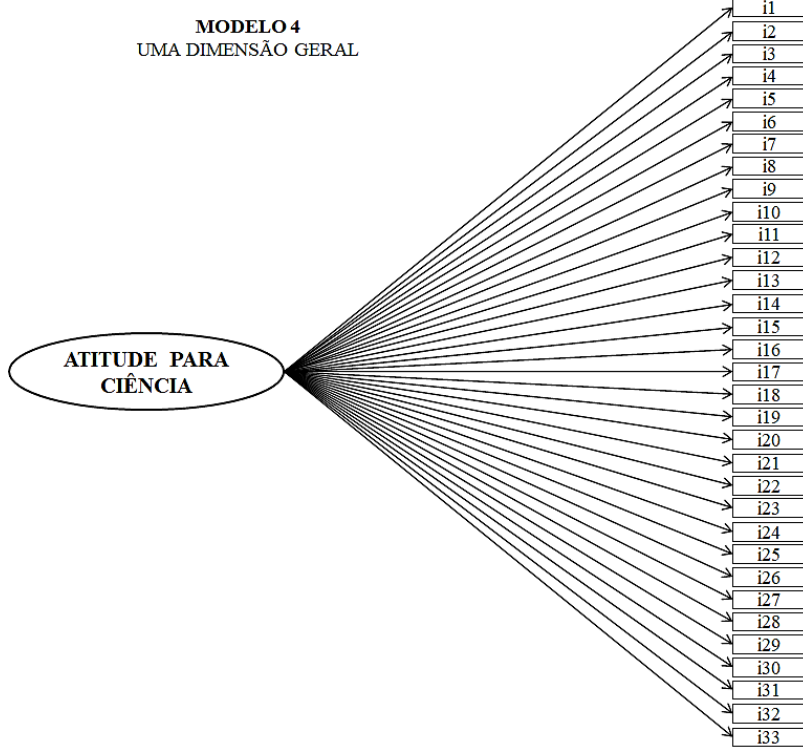 MODELO 4
UMA DIMENSÃO GERAL
ATITUDE PARA
CIÊNCIA
i1
i2
i3
i4
i5
i6
i7
i8
i9
i10
i11
i12
i13
i14
i15
i16
i17
i18
i19
i20
i21
i22
i23
i24
i25
i26
i27
i28
i29
i30
i31
i32
i33